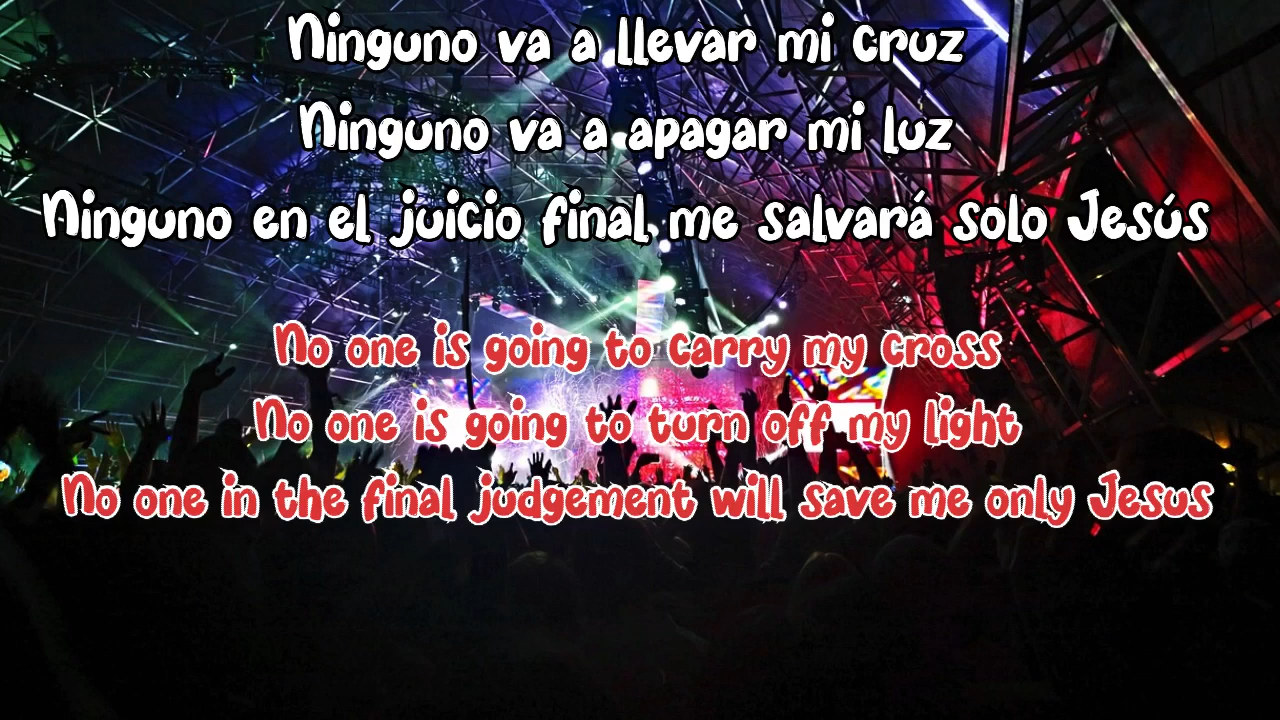 Ninguno va a llevar mi cruz
Ninguno va a apagar mi luz
Ninguno en el juicio final me salvará solo Jesús
No one is going to carry my cross
No one is going to turn off my light
No one in the final judgement will save me only Jesus